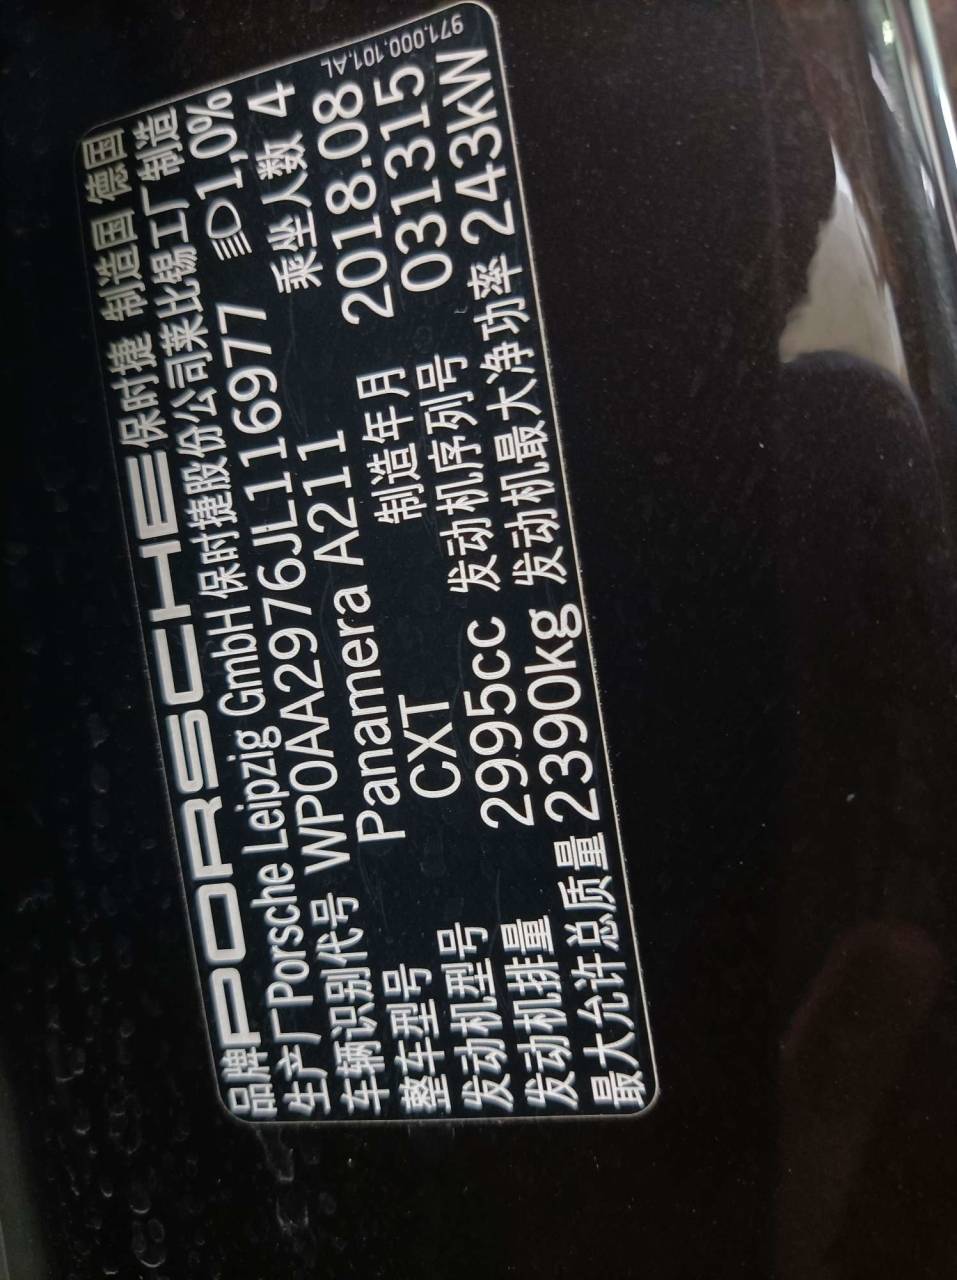 971.000.101.AL
品牌 PORSCHE 保时捷 制造国 德国
生产厂 Porsche Leipzig GmbH 保时捷股份公司莱比锡工厂制造
车辆识别代号 WP0AA2976JL116977 1,0%
整车型号 Panamera A211 乘坐人数 4
发动机型号 CXT 制造年月 2018.08
发动机排量 2995cc 发动机序列号 031315
最大允许总质量 2390kg 发动机最大净功率 243kW